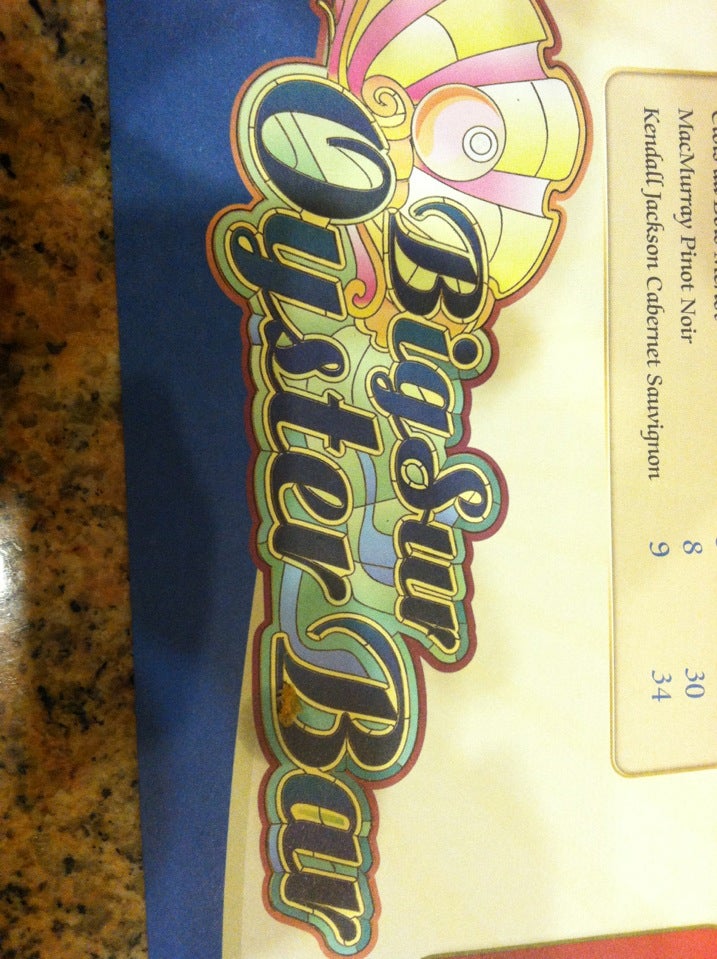 MacMurray Pinot Noir 8 30
Kendall Jackson Cabernet Sauvignon 9 34
Big Sur
Oyster Bar